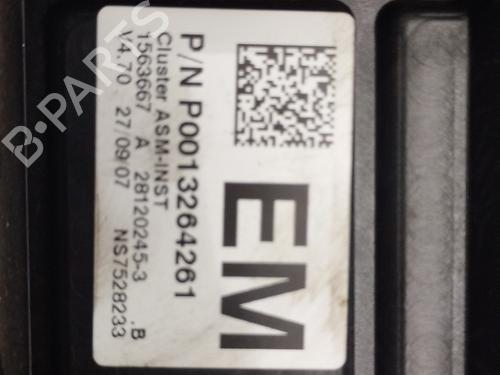 P/N P0013264261
Cluster ASM-INST .B
1563667 A 28120245-3
V4.70 27/09/07 NS7528233
EM
B-PARTS